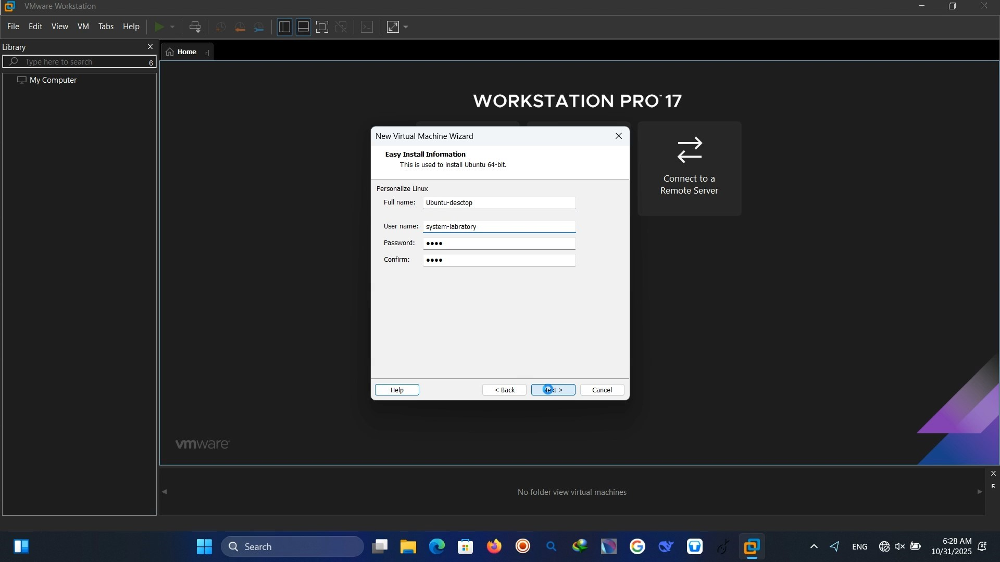 VMware Workstation
File Edit View VM Tabs Help
Library
Type here to search
My Computer
Home
WORKSTATION PRO™ 17
Connect to a
Remote Server
New Virtual Machine Wizard
Easy Install Information
This is used to install Ubuntu 64-bit.
Personalize Linux
Full name: Ubuntu-desctop
User name: system-labratory
Password: ●●●●
Confirm: ●●●●
Help < Back Next > Cancel
vmware
No folder view virtual machines
Search
ENG
6:28 AM
10/31/2025